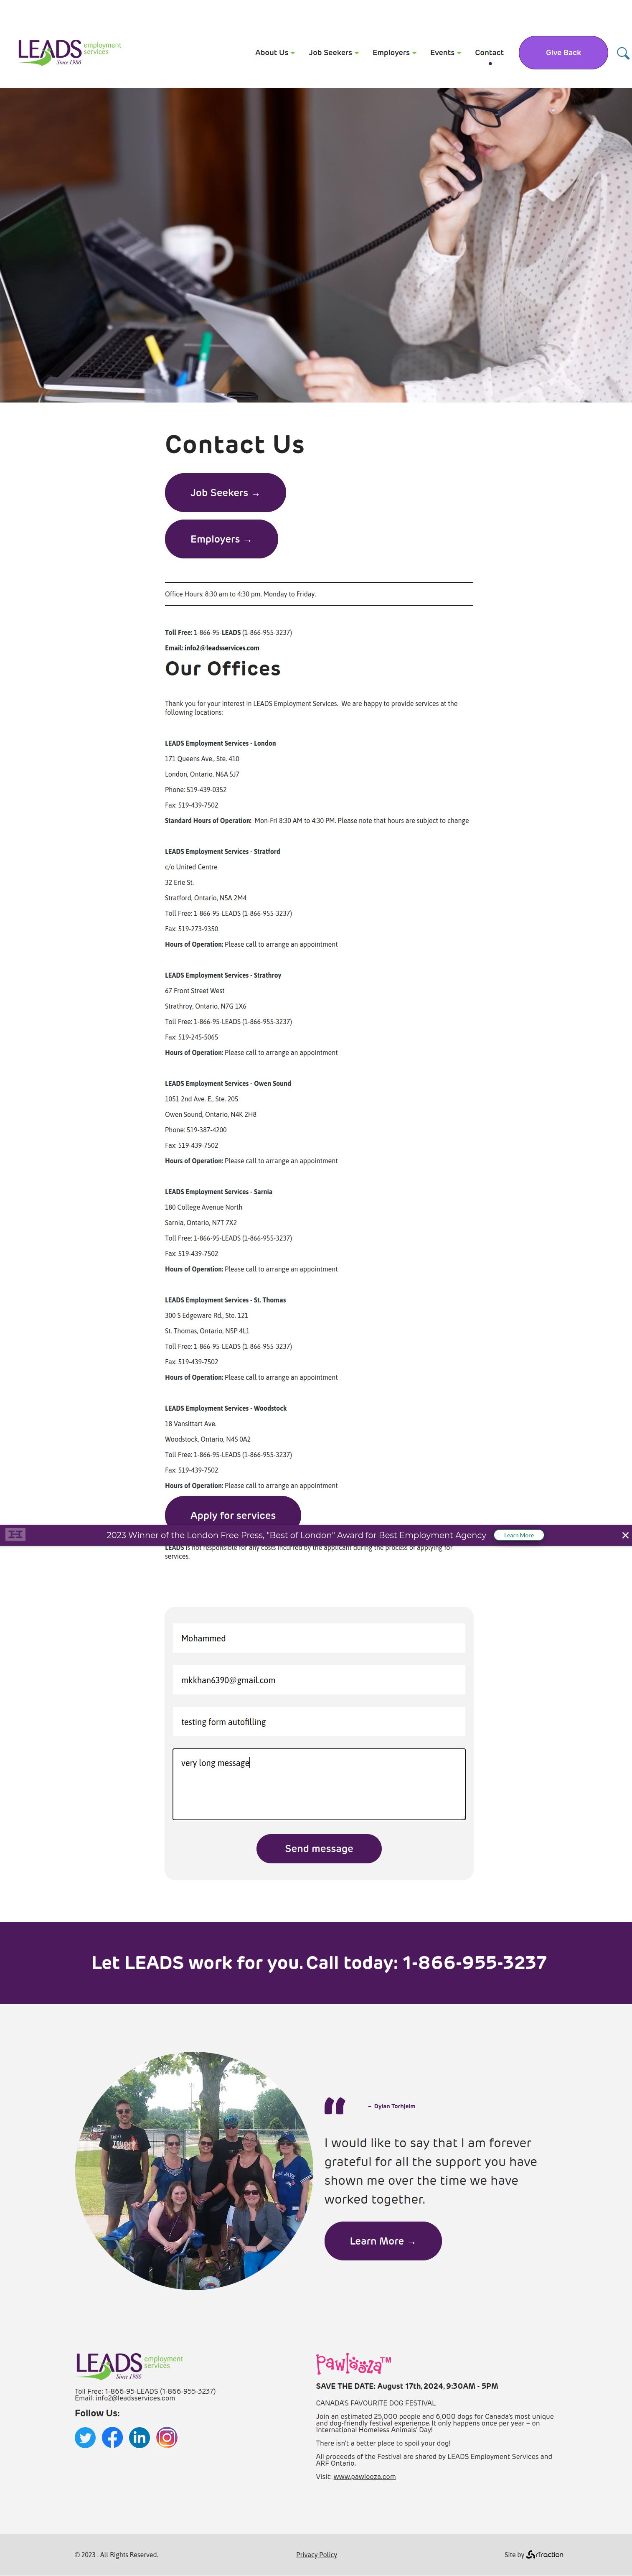 LEADS employment
services
Since 1986
About Us
Job Seekers
Employers
Events
Contact
Give Back
Contact Us
Job Seekers →
Employers →
Office Hours: 8:30 am to 4:30 pm, Monday to Friday.
Toll Free: 1-866-95-LEADS (1-866-955-3237)
Email: info2@leadsservices.com
Our Offices
Thank you for your interest in LEADS Employment Services.  We are happy to provide services at the
following locations:
LEADS Employment Services - London
171 Queens Ave., Ste. 410
London, Ontario, N6A 5J7
Phone: 519-439-0352
Fax: 519-439-7502
Standard Hours of Operation:  Mon-Fri 8:30 AM to 4:30 PM. Please note that hours are subject to change
LEADS Employment Services - Stratford
c/o United Centre
32 Erie St.
Stratford, Ontario, N5A 2M4
Toll Free: 1-866-95-LEADS (1-866-955-3237)
Fax: 519-273-9350
Hours of Operation: Please call to arrange an appointment
LEADS Employment Services - Strathroy
67 Front Street West
Strathroy, Ontario, N7G 1X6
Toll Free: 1-866-95-LEADS (1-866-955-3237)
Fax: 519-245-5065
Hours of Operation: Please call to arrange an appointment
LEADS Employment Services - Owen Sound
1051 2nd Ave. E., Ste. 205
Owen Sound, Ontario, N4K 2H8
Phone: 519-387-4200
Fax: 519-439-7502
Hours of Operation: Please call to arrange an appointment
LEADS Employment Services - Sarnia
180 College Avenue North
Sarnia, Ontario, N7T 7X2
Toll Free: 1-866-95-LEADS (1-866-955-3237)
Fax: 519-439-7502
Hours of Operation: Please call to arrange an appointment
LEADS Employment Services - St. Thomas
300 S Edgeware Rd., Ste. 121
St. Thomas, Ontario, N5P 4L1
Toll Free: 1-866-95-LEADS (1-866-955-3237)
Fax: 519-439-7502
Hours of Operation: Please call to arrange an appointment
LEADS Employment Services - Woodstock
18 Vansittart Ave.
Woodstock, Ontario, N4S 0A2
Toll Free: 1-866-95-LEADS (1-866-955-3237)
Fax: 519-439-7502
Hours of Operation: Please call to arrange an appointment
Apply for services
2023 Winner of the London Free Press, "Best of London" Award for Best Employment Agency
Learn More
LEADS is not responsible for any costs incurred by the applicant during the process of applying for
services.
Mohammed
mkkhan6390@gmail.com
testing form autofilling
very long message
Send message
Let LEADS work for you. Call today: 1-866-955-3237
– Dylan Torhjelm
I would like to say that I am forever
grateful for all the support you have
shown me over the time we have
worked together.
Learn More →
LEADS employment
services
Since 1986
Toll Free: 1-866-95-LEADS (1-866-955-3237)
Email: info2@leadsservices.com
Follow Us:
Pawlooza TM
SAVE THE DATE: August 17th, 2024, 9:30AM - 5PM
CANADA'S FAVOURITE DOG FESTIVAL
Join an estimated 25,000 people and 6,000 dogs for Canada's most unique
and dog-friendly festival experience. It only happens once per year – on
International Homeless Animals' Day!
There isn't a better place to spoil your dog!
All proceeds of the Festival are shared by LEADS Employment Services and
ARF Ontario.
Visit: www.pawlooza.com
© 2023 . All Rights Reserved.
Privacy Policy
Site by rTraction